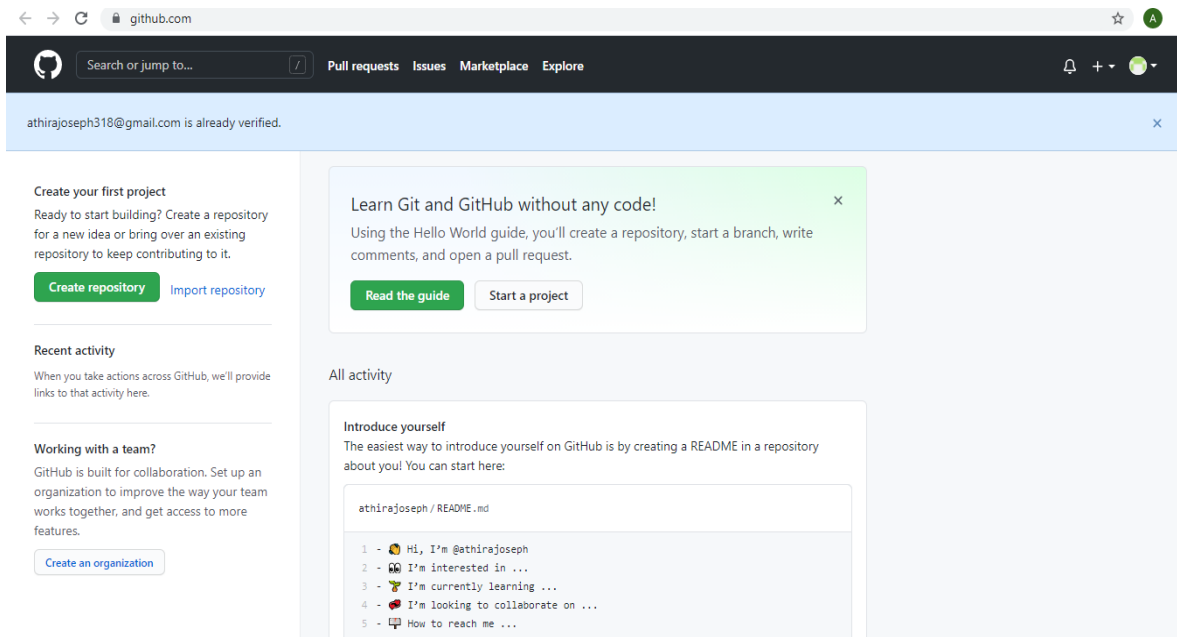 github.com
A
Search or jump to...
/
Pull requests Issues Marketplace Explore
athirajoseph318@gmail.com is already verified.
Create your first project
Ready to start building? Create a repository
for a new idea or bring over an existing
repository to keep contributing to it.
Create repository
Import repository
Recent activity
When you take actions across GitHub, we'll provide
links to that activity here.
Working with a team?
GitHub is built for collaboration. Set up an
organization to improve the way your team
works together, and get access to more
features.
Create an organization
Learn Git and GitHub without any code!
Using the Hello World guide, you'll create a repository, start a branch, write
comments, and open a pull request.
Read the guide
Start a project
All activity
Introduce yourself
The easiest way to introduce yourself on GitHub is by creating a README in a repository
about you! You can start here:
athirajoseph/README.md
1 - 👋 Hi, I'm @athirajoseph
2 - 👀 I'm interested in ...
3 - 🌱 I'm currently learning ...
4 - 💞️ I'm looking to collaborate on ...
5 - 📫 How to reach me ...